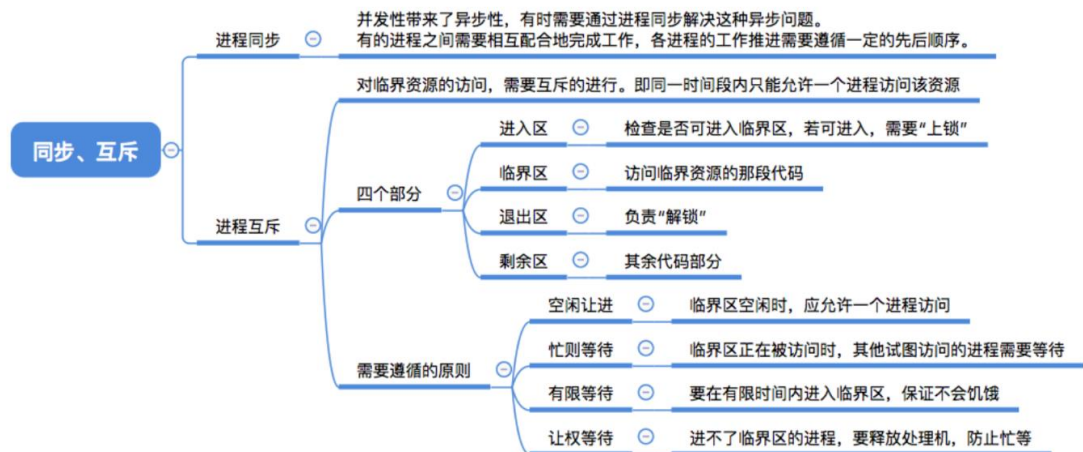 同步、互斥
进程同步
并发性带来了异步性，有时需要通过进程同步解决这种异步问题。
有的进程之间需要相互配合地完成工作，各进程的工作推进需要遵循一定的先后顺序。
进程互斥
对临界资源的访问，需要互斥的进行。即同一时间段内只能允许一个进程访问该资源
四个部分
进入区
检查是否可进入临界区，若可进入，需要“上锁”
临界区
访问临界资源的那段代码
退出区
负责“解锁”
剩余区
其余代码部分
需要遵循的原则
空闲让进
临界区空闲时，应允许一个进程访问
忙则等待
临界区正在被访问时，其他试图访问的进程需要等待
有限等待
要在有限时间内进入临界区，保证不会饥饿
让权等待
进不了临界区的进程，要释放处理机，防止忙等